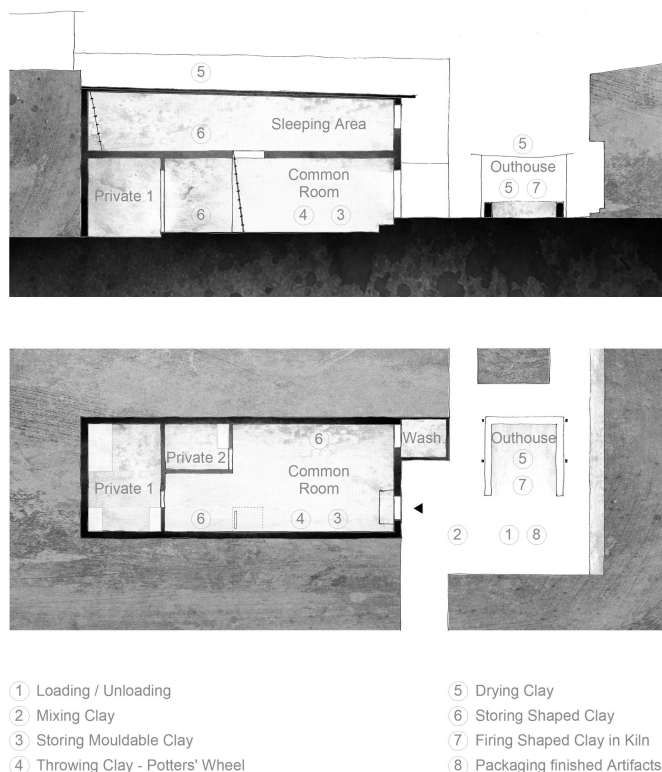 5
6
Sleeping Area
Private 1
6
Common
Room
4 3
5
Outhouse
5 7
Private 1
Private 2
6
Common
Room
6
4 3
Wash
Outhouse
5
7
2
1 8
1 Loading / Unloading
2 Mixing Clay
3 Storing Mouldable Clay
4 Throwing Clay - Potters' Wheel
5 Drying Clay
6 Storing Shaped Clay
7 Firing Shaped Clay in Kiln
8 Packaging finished Artifacts